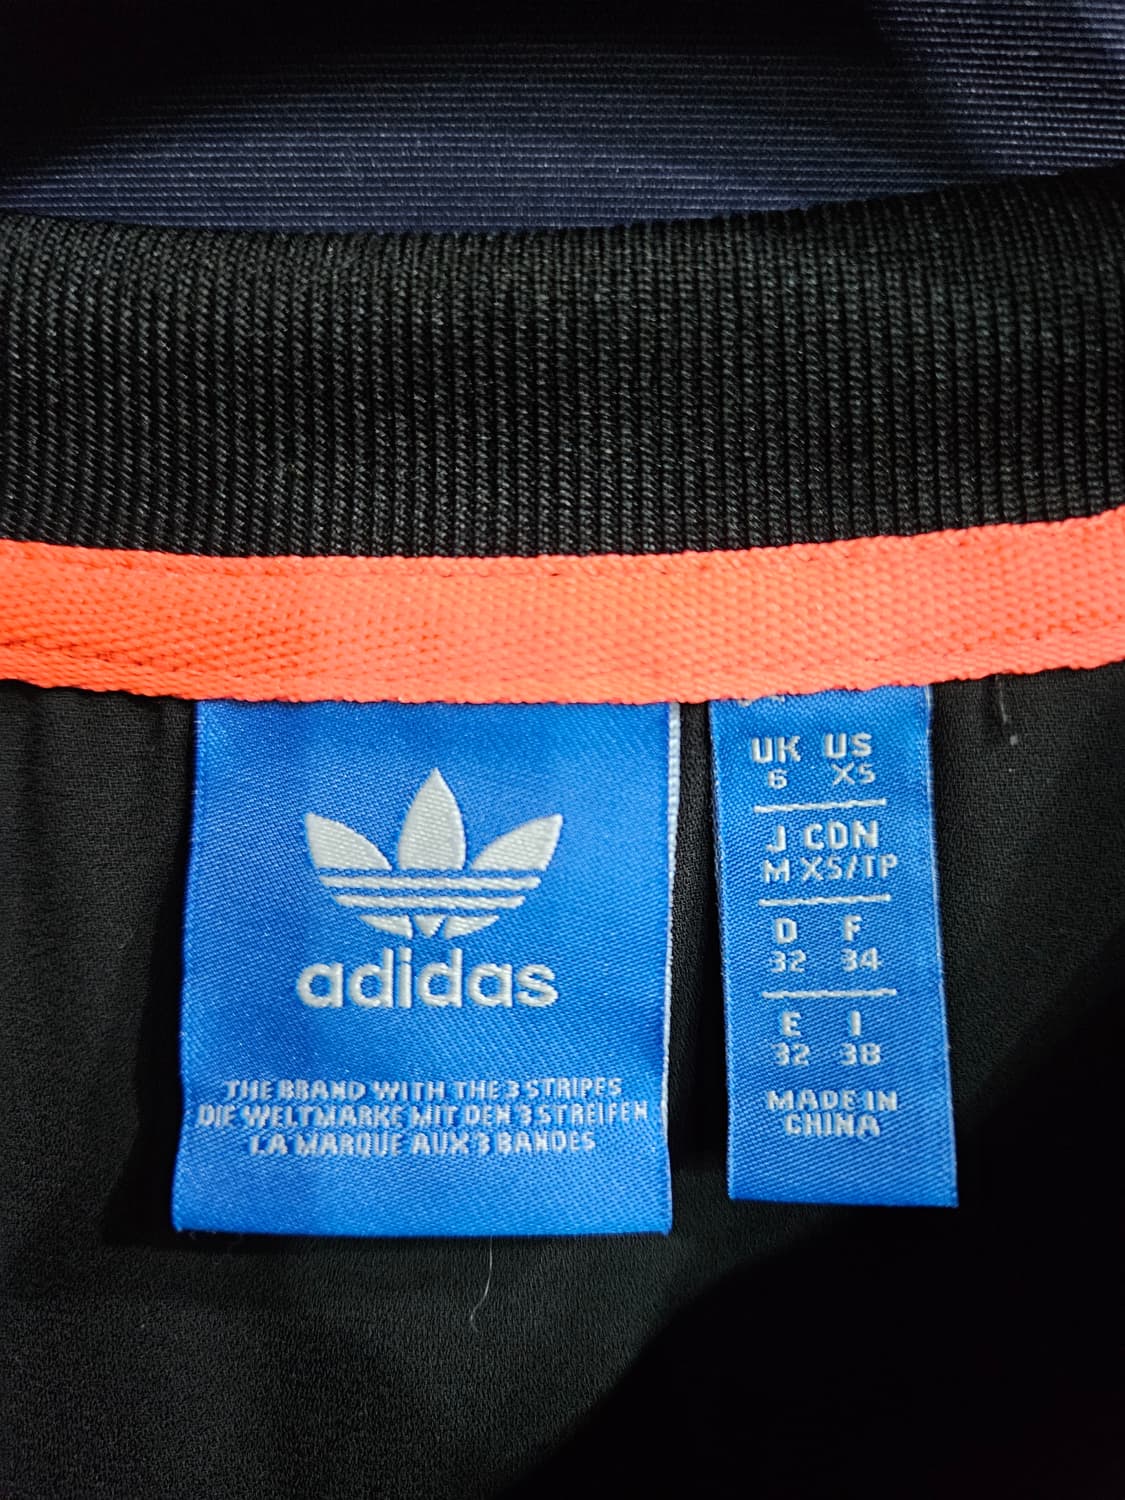 adidas
THE BRAND WITH THE 3 STRIPES
DIE WELTMARKE MIT DEN 3 STREIFEN
LA MARQUE AUX 3 BANDES
UK US
6 XS
J CDN
M XS/TP
D F
32 34
E I
32 38
MADE IN
CHINA